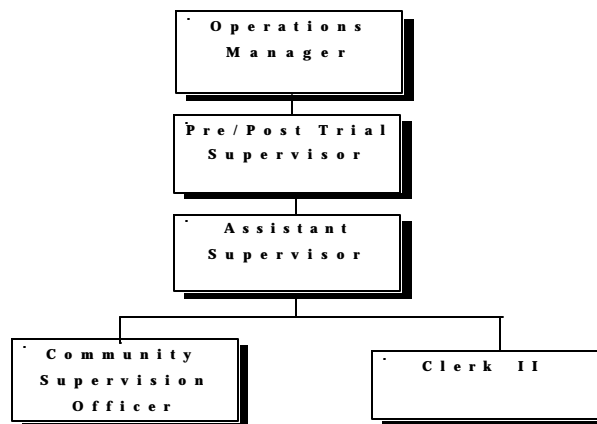 Operations
Manager
Pre/Post Trial
Supervisor
Assistant
Supervisor
Community
Supervision
Officer
Clerk II